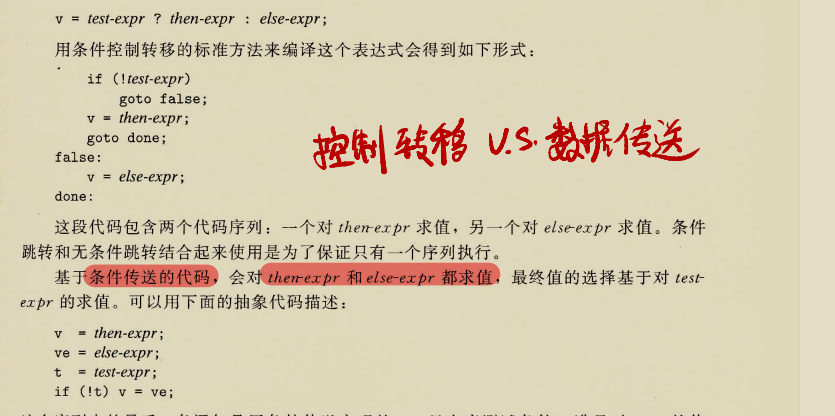 v = test-expr ? then-expr : else-expr;
用条件控制转移的标准方法来编译这个表达式会得到如下形式：
if (!test-expr)
goto false;
v = then-expr;
goto done;
控制转移 V.S. 数据传送
false:
v = else-expr;
done:
这段代码包含两个代码序列：一个对 then-expr 求值，另一个对 else-expr 求值。条件
跳转和无条件跳转结合起来使用是为了保证只有一个序列执行。
基于条件传送的代码，会对 then-expr 和 else-expr 都求值，最终值的选择基于对 test-
expr 的求值。可以用下面的抽象代码描述：
v = then-expr;
ve = else-expr;
t = test-expr;
if (!t) v = ve;